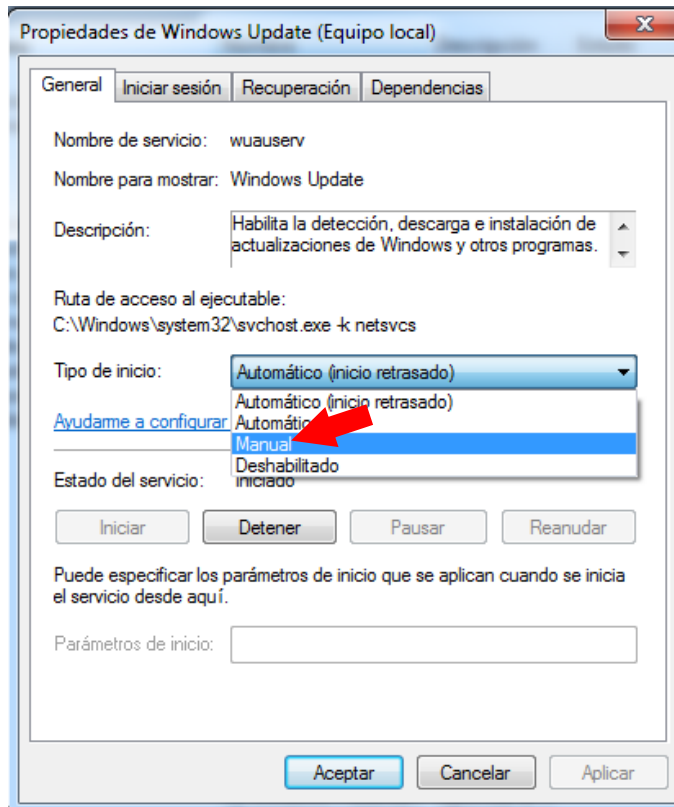 Propiedades de Windows Update (Equipo local)
General Iniciar sesión Recuperación Dependencias
Nombre de servicio: wuauserv
Nombre para mostrar: Windows Update
Descripción: Habilita la detección, descarga e instalación de
actualizaciones de Windows y otros programas.
Ruta de acceso al ejecutable:
C:\Windows\system32\svchost.exe -k netsvcs
Tipo de inicio: Automático (inicio retrasado)
Automático (inicio retrasado)
Ayudarme a configurar Automátic
Manual
Deshabilitado
Estado del servicio: Iniciado
Iniciar Detener Pausar Reanudar
Puede especificar los parámetros de inicio que se aplican cuando se inicia
el servicio desde aquí.
Parámetros de inicio:
Aceptar Cancelar Aplicar